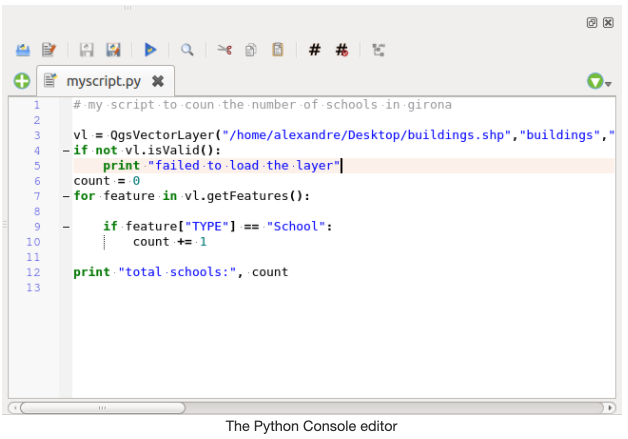 myscript.py
1 # my script to coun the number of schools in girona
2
3 vl = QgsVectorLayer("/home/alexandre/Desktop/buildings.shp","buildings","
4 if not vl.isValid():
5     print "failed to load the layer"
6 count = 0
7 for feature in vl.getFeatures():
8
9     if feature["TYPE"] == "School":
10         count += 1
11
12 print "total schools:", count
13
The Python Console editor